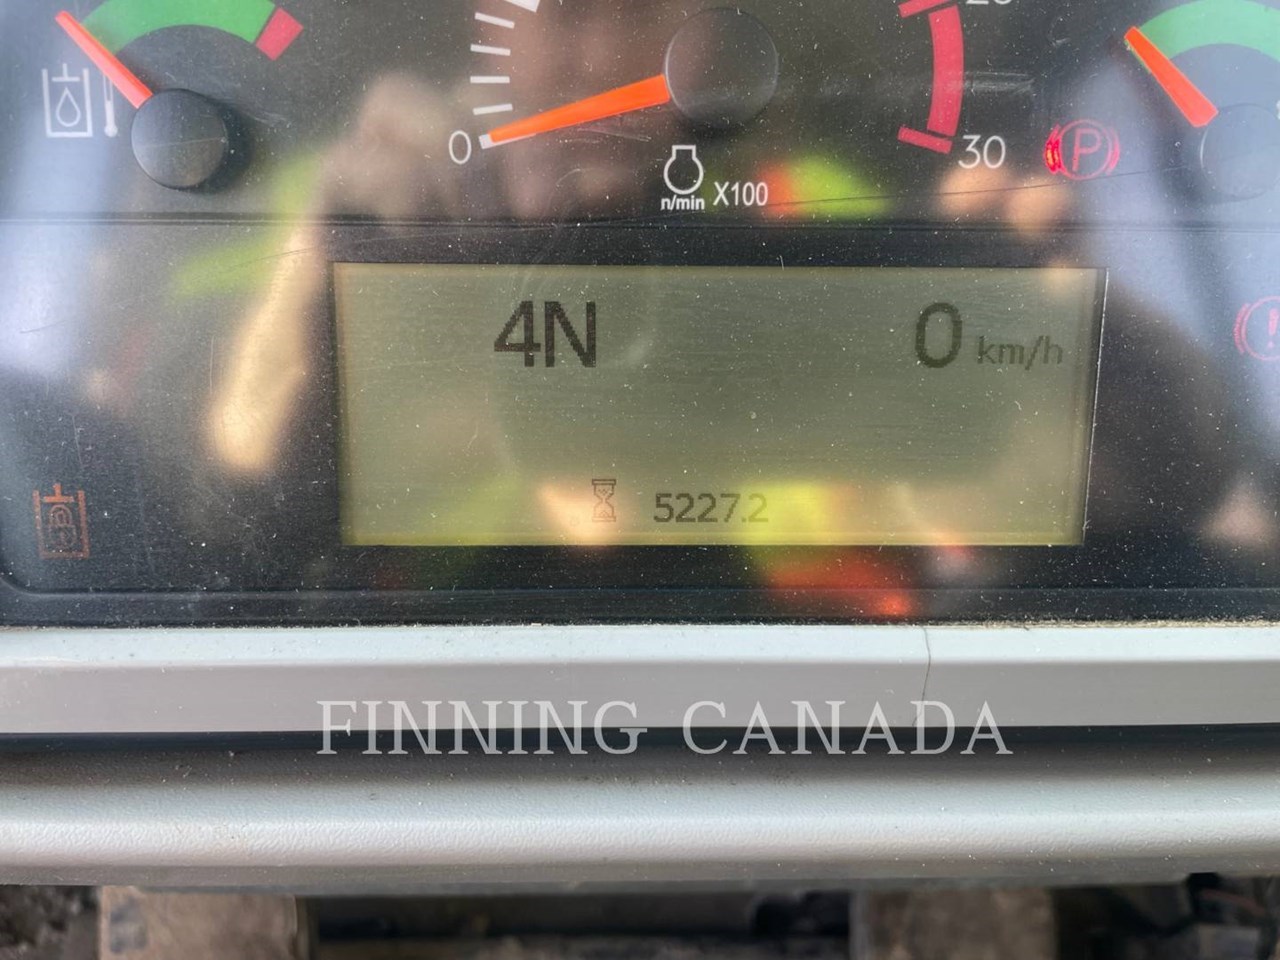 0
30
P
n/min X100
4N
0 km/h
5227.2
FINNING CANADA